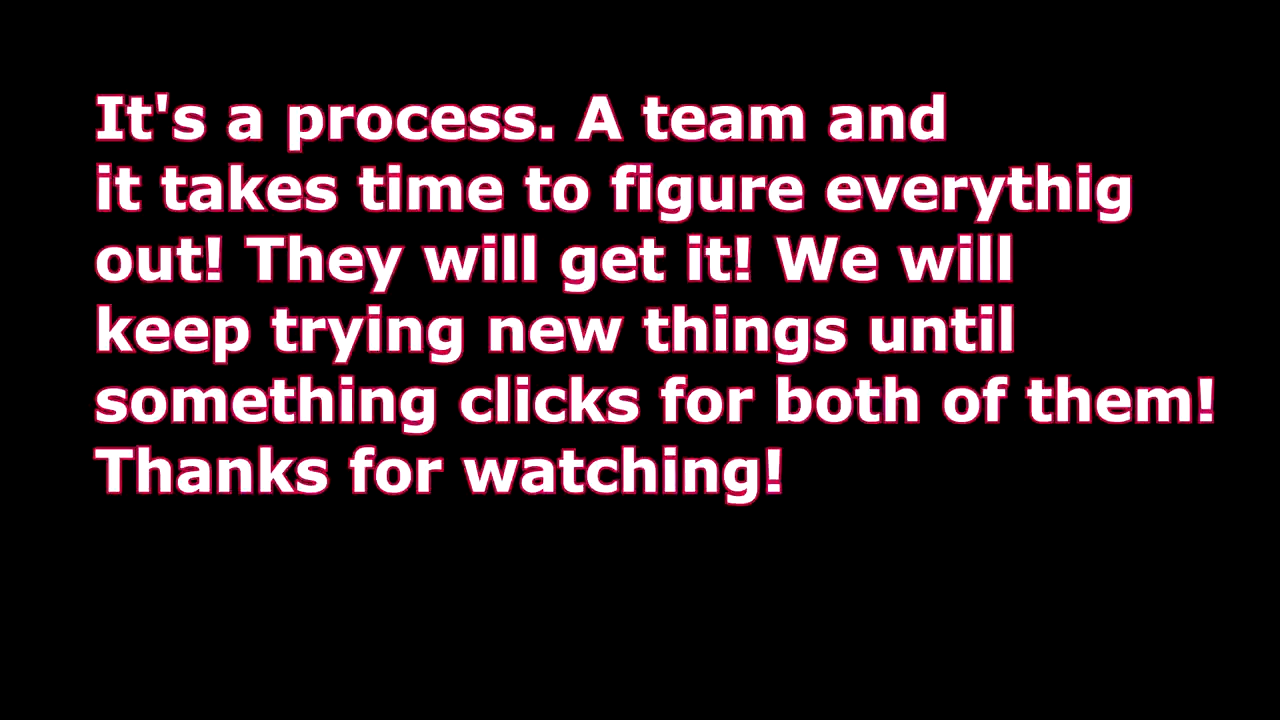 It's a process. A team and
it takes time to figure everythig
out! They will get it! We will
keep trying new things until
something clicks for both of them!
Thanks for watching!